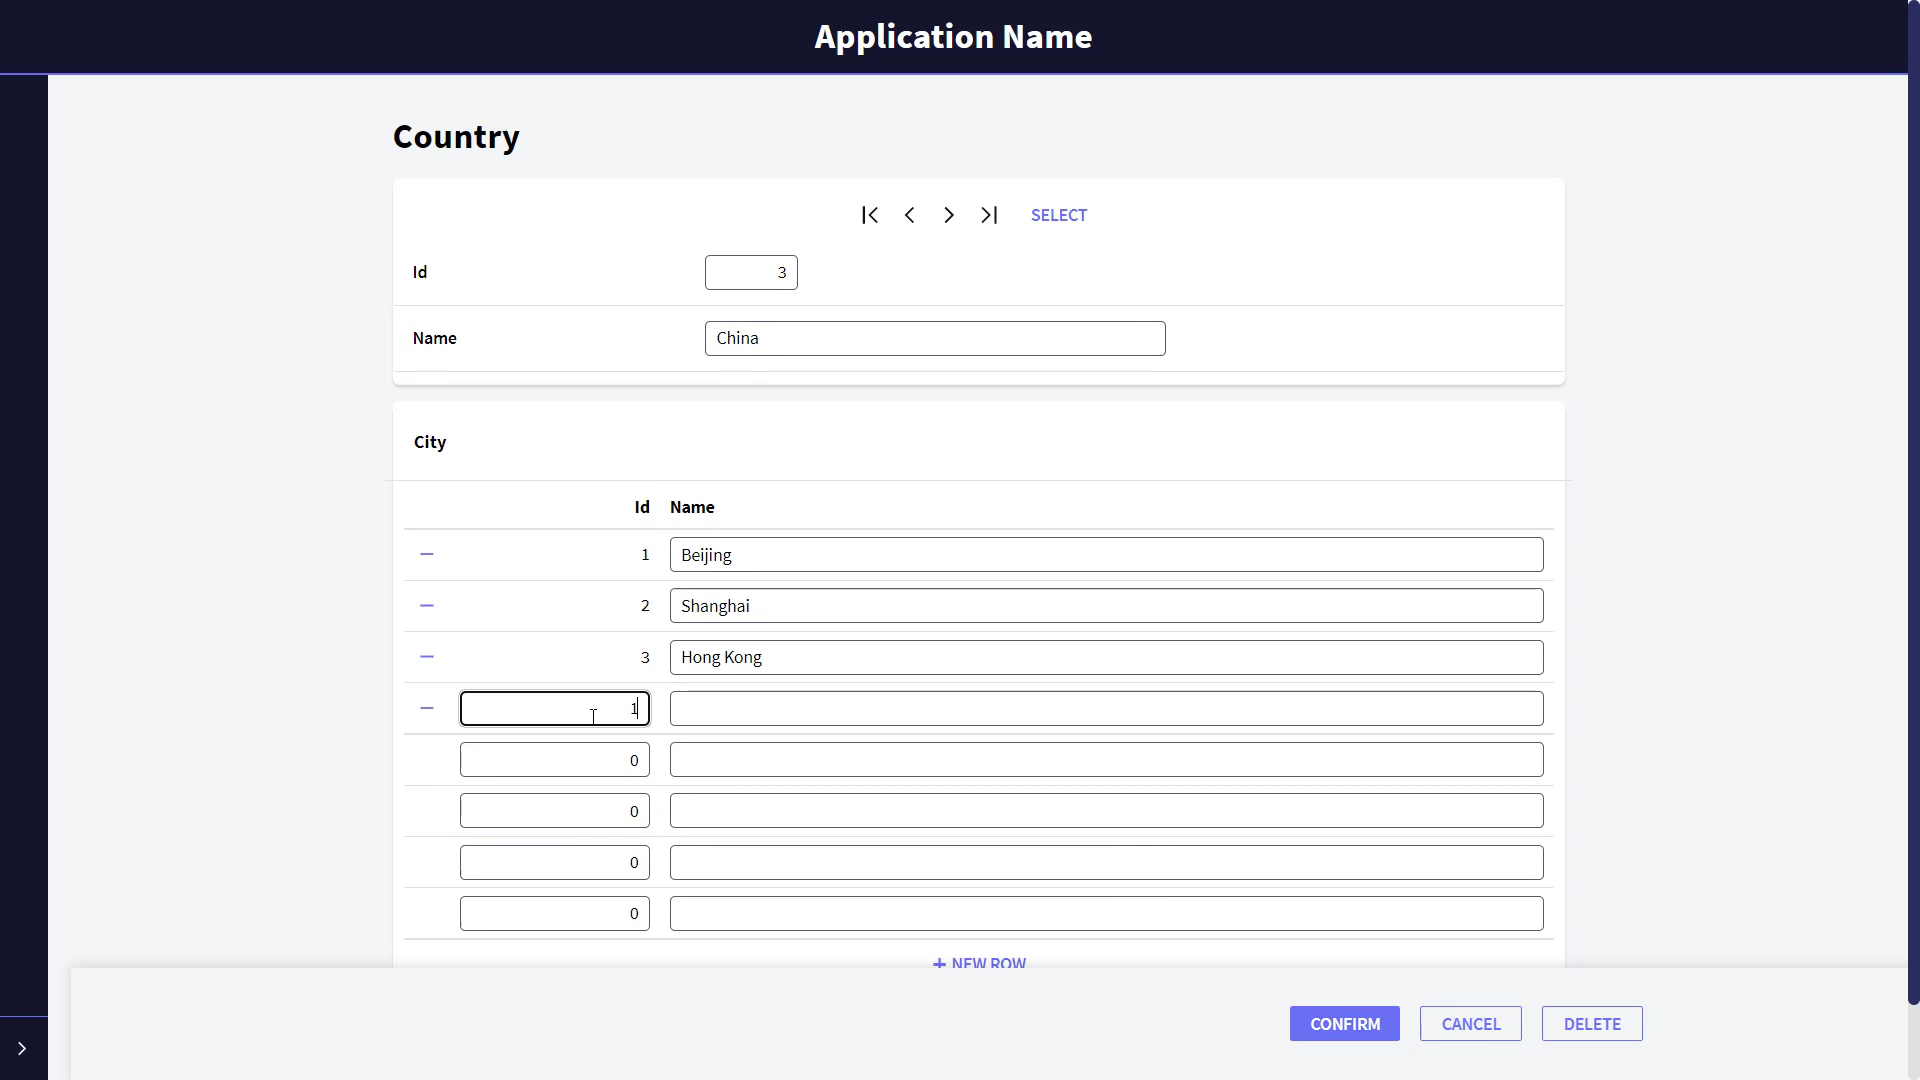 Application Name
Country
SELECT
Id 3
Name China
City
Id Name
1 Beijing
2 Shanghai
3 Hong Kong
1
0
0
0
0
+ NEW ROW
CONFIRM CANCEL DELETE